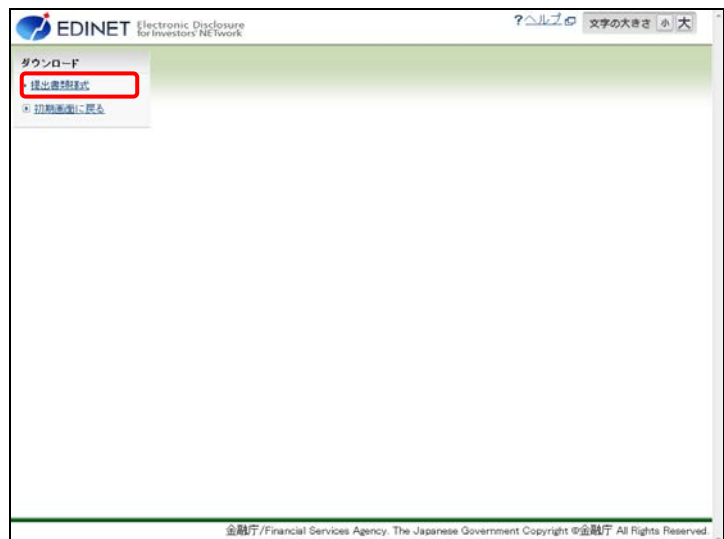 EDINET Electronic Disclosure
for Investors' NETwork
?ヘルプ 文字の大きさ 小 大
ダウンロード
提出書類様式
初期画面に戻る
金融庁/Financial Services Agency. The Japanese Government Copyright ©金融庁 All Rights Reserved.